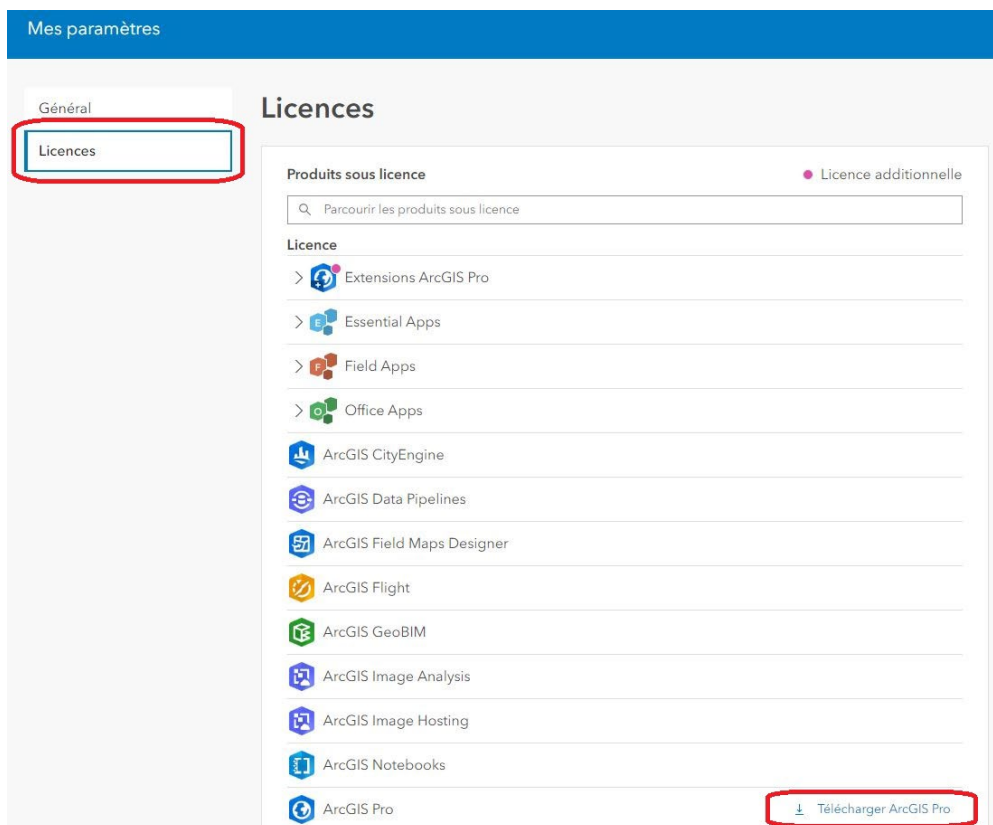 Mes paramètres
Général
Licences
Licences
Produits sous licence
Licence additionnelle
Parcourir les produits sous licence
Licence
Extensions ArcGIS Pro
E Essential Apps
F Field Apps
O Office Apps
ArcGIS CityEngine
ArcGIS Data Pipelines
ArcGIS Field Maps Designer
ArcGIS Flight
ArcGIS GeoBIM
ArcGIS Image Analysis
ArcGIS Image Hosting
ArcGIS Notebooks
ArcGIS Pro
Télécharger ArcGIS Pro